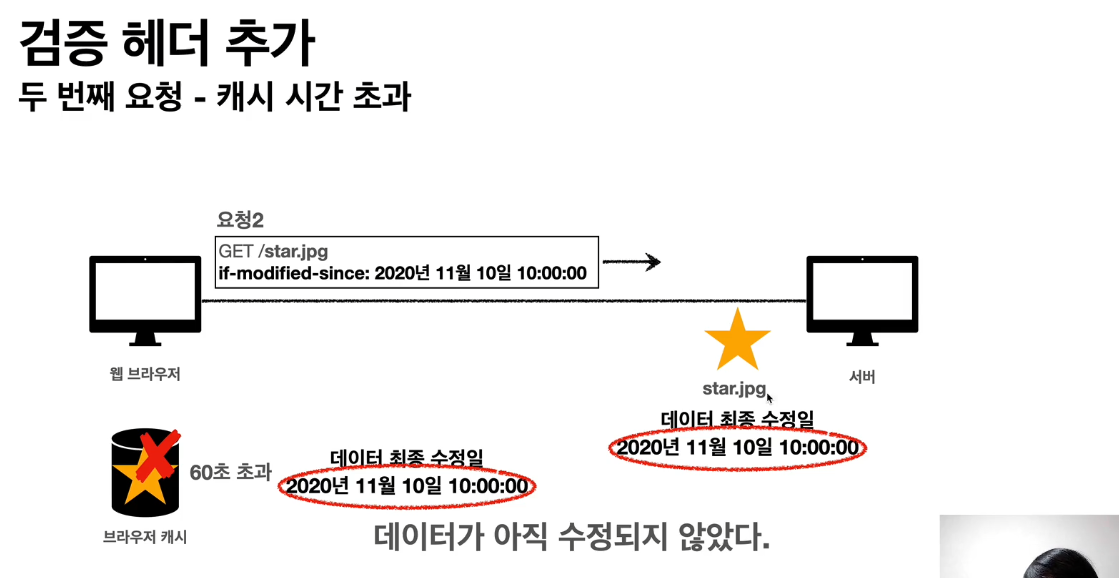 검증 헤더 추가
두 번째 요청 - 캐시 시간 초과
요청2
GET /star.jpg
if-modified-since: 2020년 11월 10일 10:00:00
웹 브라우저
서버
star.jpg
데이터 최종 수정일
2020년 11월 10일 10:00:00
60초 초과
데이터 최종 수정일
2020년 11월 10일 10:00:00
브라우저 캐시
데이터가 아직 수정되지 않았다.